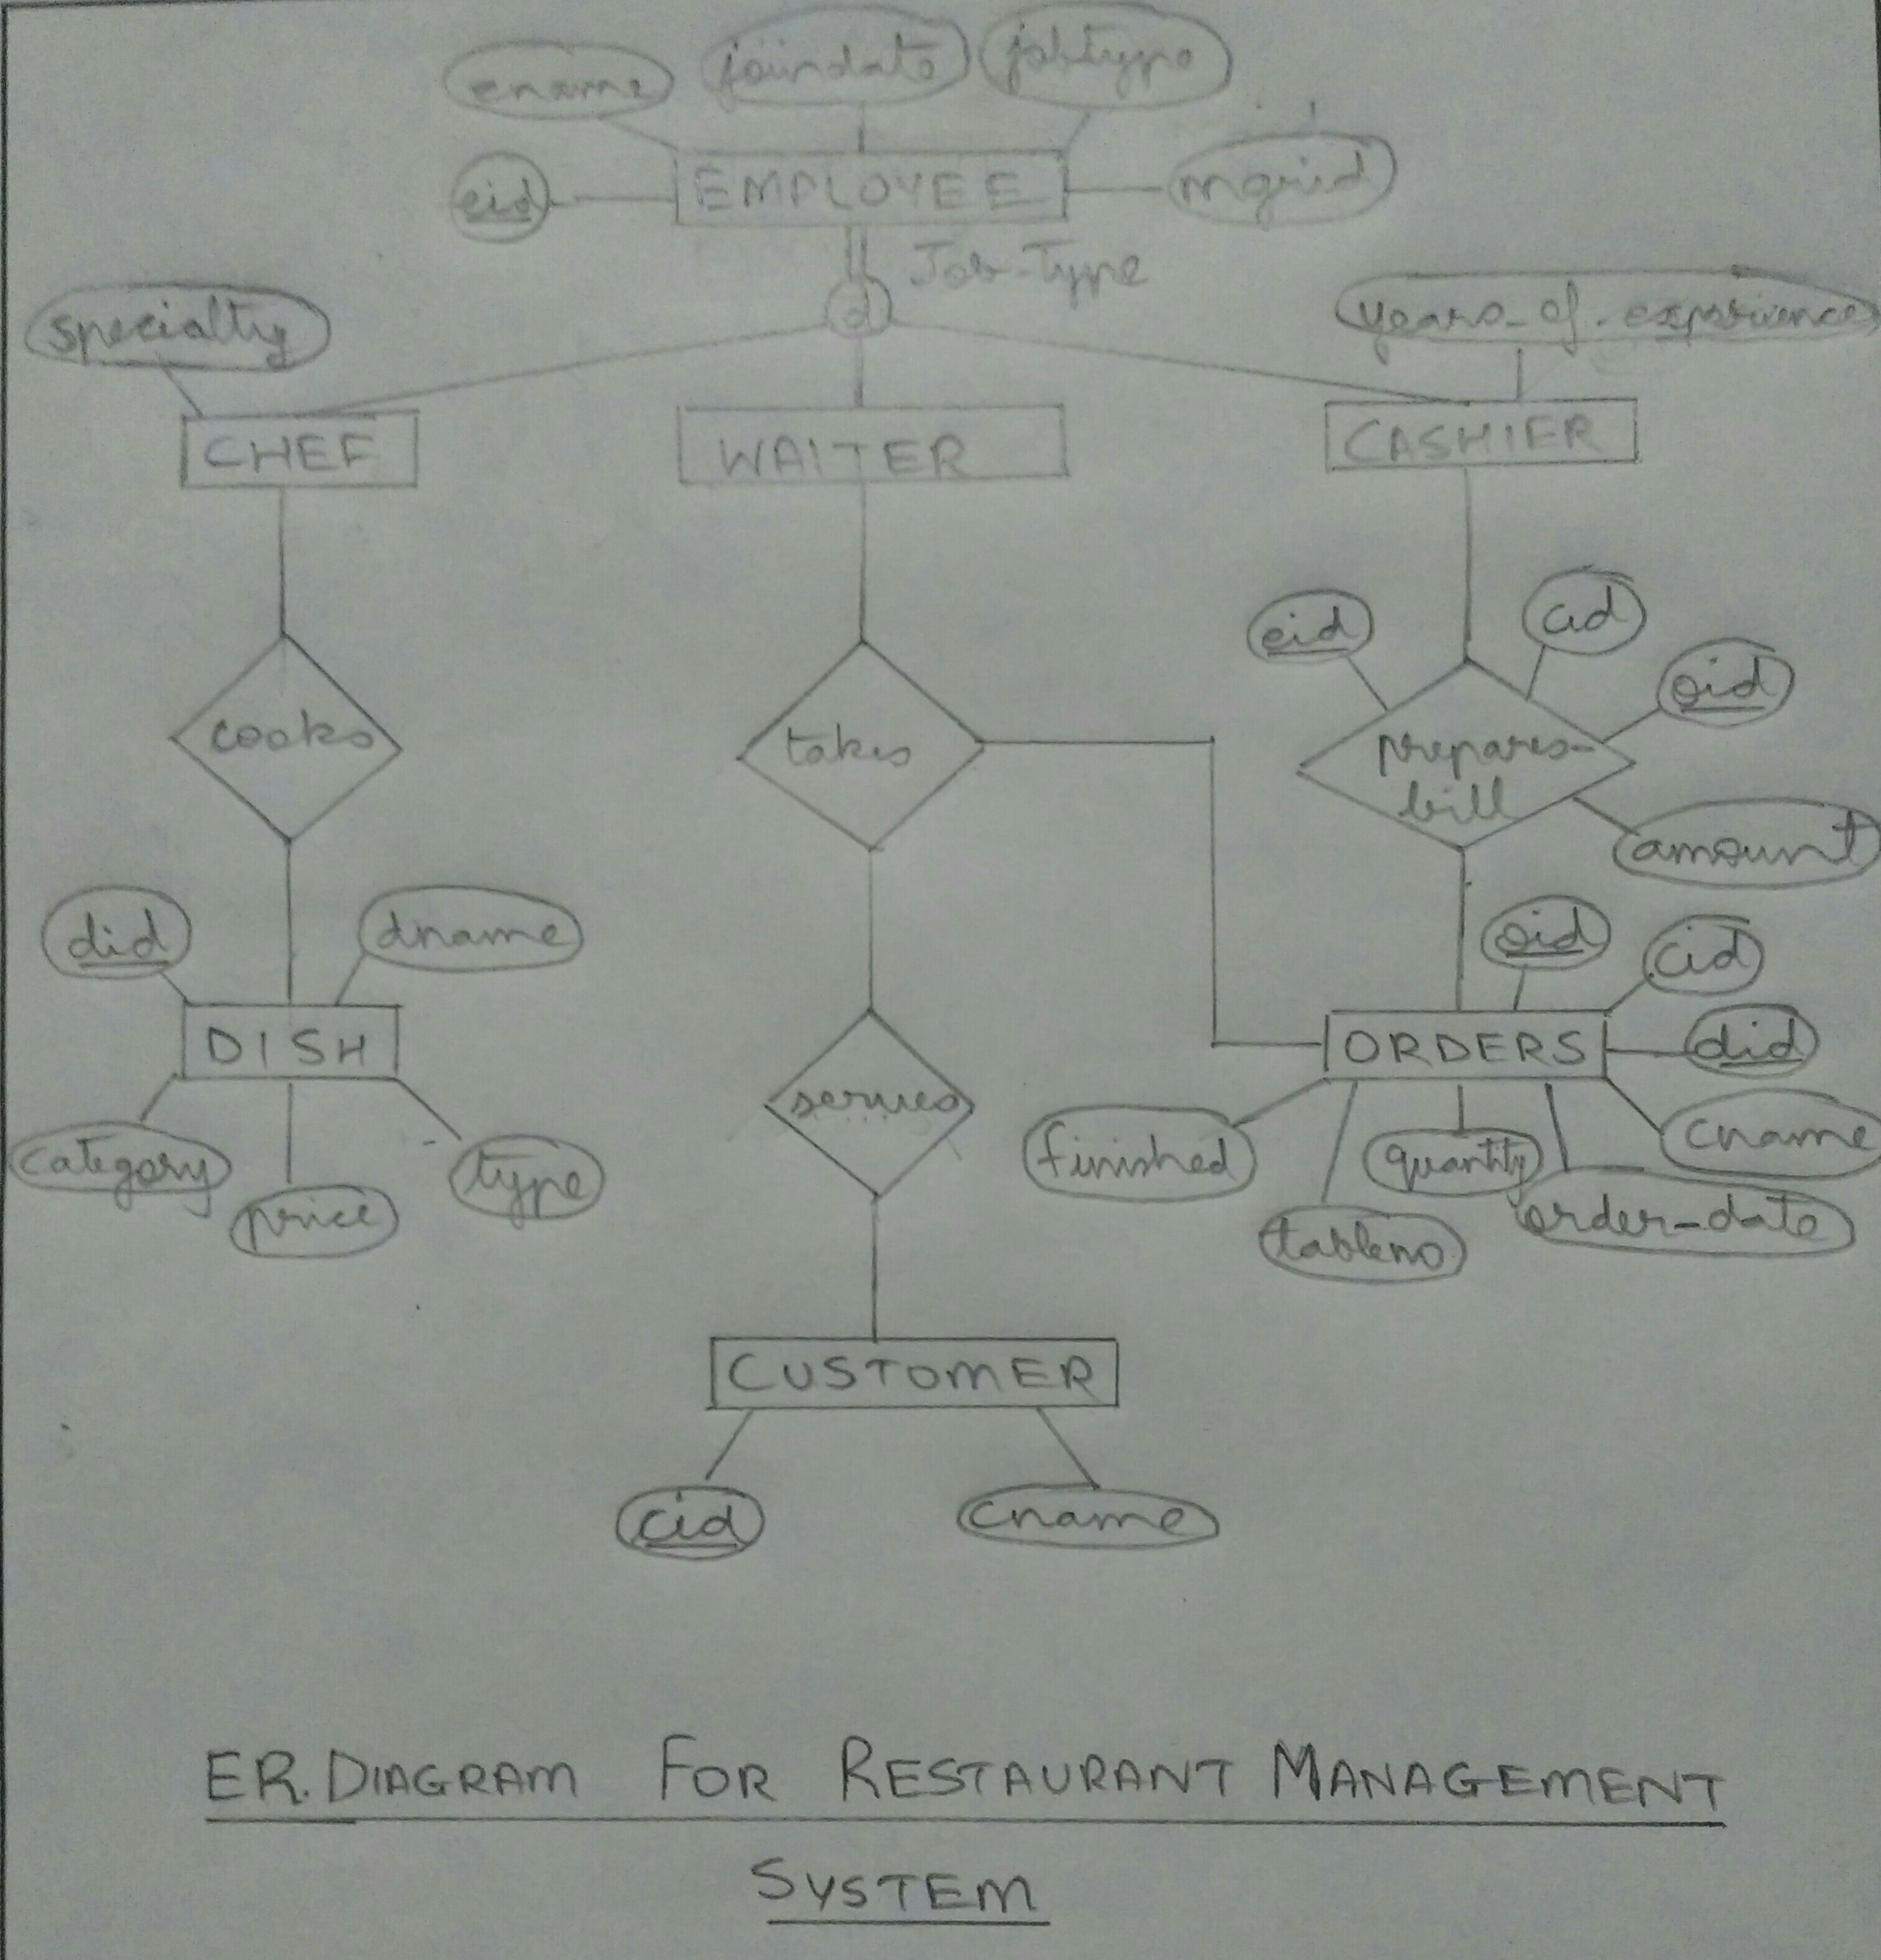 ename
joindate
jobtype
eid
EMPLOYEE
mgrid
Job-Type
d
specialty
years_of_experience
CHEF
WAITER
CASHIER
eid
cid
oid
cooks
takes
prepares-
bill
amount
did
dname
oid
cid
DISH
ORDERS
did
serves
category
price
type
finished
quantity
cname
tableno
order-date
CUSTOMER
cid
cname
ER.DIAGRAM FOR RESTAURANT MANAGEMENT
SYSTEM